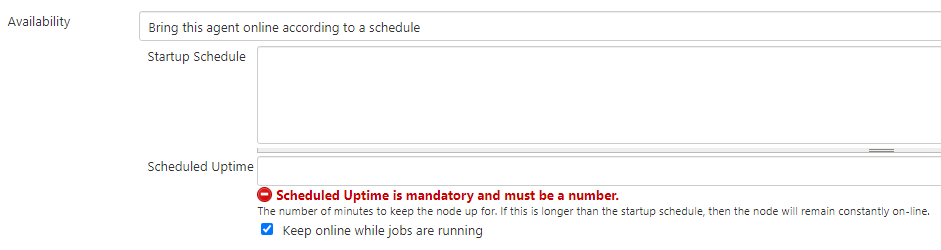 Availability
Bring this agent online according to a schedule
Startup Schedule
Scheduled Uptime
Scheduled Uptime is mandatory and must be a number.
The number of minutes to keep the node up for. If this is longer than the startup schedule, then the node will remain constantly on-line.
Keep online while jobs are running